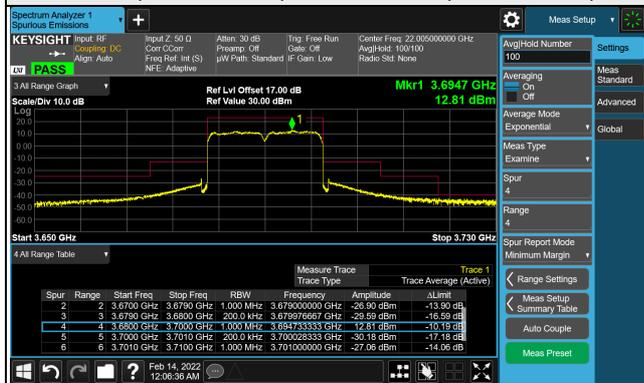 Spectrum Analyzer 1
Spurious Emissions
Meas Setup
KEYSIGHT
Input: RF
Coupling: DC
Align: Auto
Input Z: 50 Ω
Corr CCorr
Freq Ref: Int (S)
NFE: Adaptive
Atten: 30 dB
Preamp: Off
µW Path: Standard
Trig: Free Run
Gate: Off
IF Gain: Low
Center Freq: 22.005000000 GHz
Avg|Hold: 100/100
Radio Std: None
LXI PASS
3 All Range Graph
Scale/Div 10.0 dB
Ref Lvl Offset 17.00 dB
Ref Value 30.00 dBm
Mkr1 3.6947 GHz
12.81 dBm
Log
20.0
10.0
0.00
-10.0
-20.0
-30.0
-40.0
-50.0
-60.0
1
Start 3.650 GHz
Stop 3.730 GHz
4 All Range Table
Measure Trace Trace 1
Trace Type Trace Average (Active)
Spur Range Start Freq Stop Freq RBW Frequency Amplitude ΔLimit
2 2 3.6700 GHz 3.6790 GHz 1.000 MHz 3.679000000 GHz -26.90 dBm -13.90 dB
3 3 3.6790 GHz 3.6800 GHz 200.0 kHz 3.679976667 GHz -29.59 dBm -16.59 dB
4 4 3.6800 GHz 3.7000 GHz 1.000 MHz 3.694733333 GHz 12.81 dBm -10.19 dB
5 5 3.7000 GHz 3.7010 GHz 200.0 kHz 3.700028333 GHz -30.18 dBm -17.18 dB
6 6 3.7010 GHz 3.7100 GHz 1.000 MHz 3.701000000 GHz -27.06 dBm -14.06 dB
Feb 14, 2022
12:06:36 AM
Avg|Hold Number
100
Averaging
On
Off
Average Mode
Exponential
Meas Type
Examine
Spur
4
Range
4
Spur Report Mode
Minimum Margin
Range Settings
Meas Setup
Summary Table
Auto Couple
Meas Preset
Settings
Meas
Standard
Advanced
Global